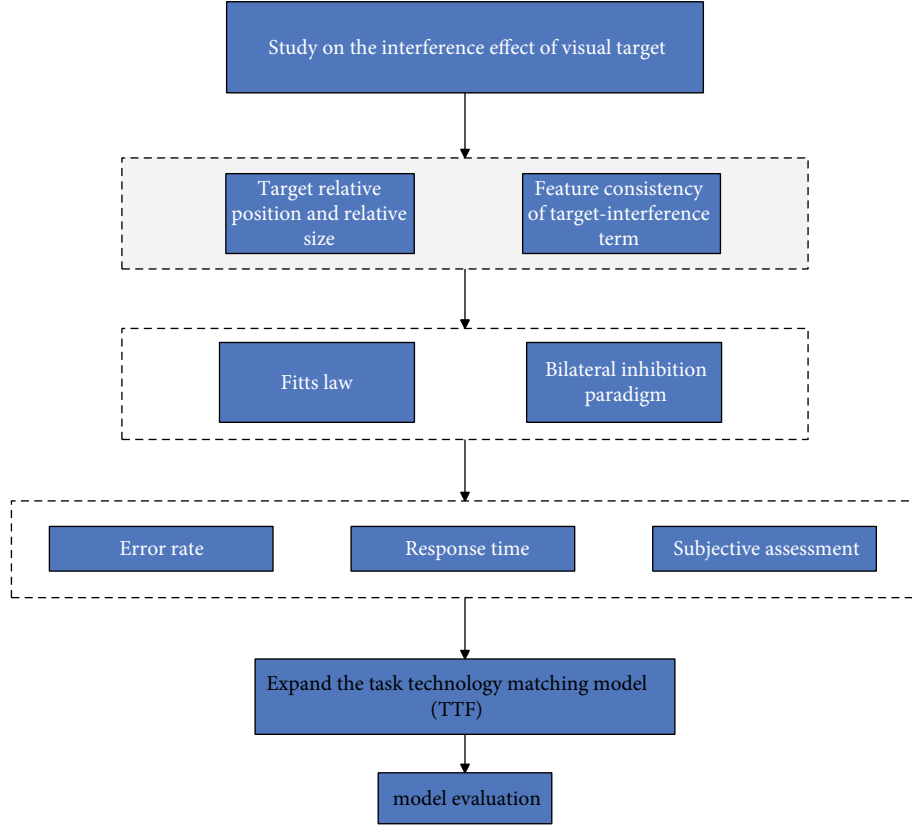 Study on the interference effect of visual target
Target relative
position and relative
size
Feature consistency
of target-interference
term
Fitts law
Bilateral inhibition
paradigm
Error rate
Response time
Subjective assessment
Expand the task technology matching model
(TTF)
model evaluation